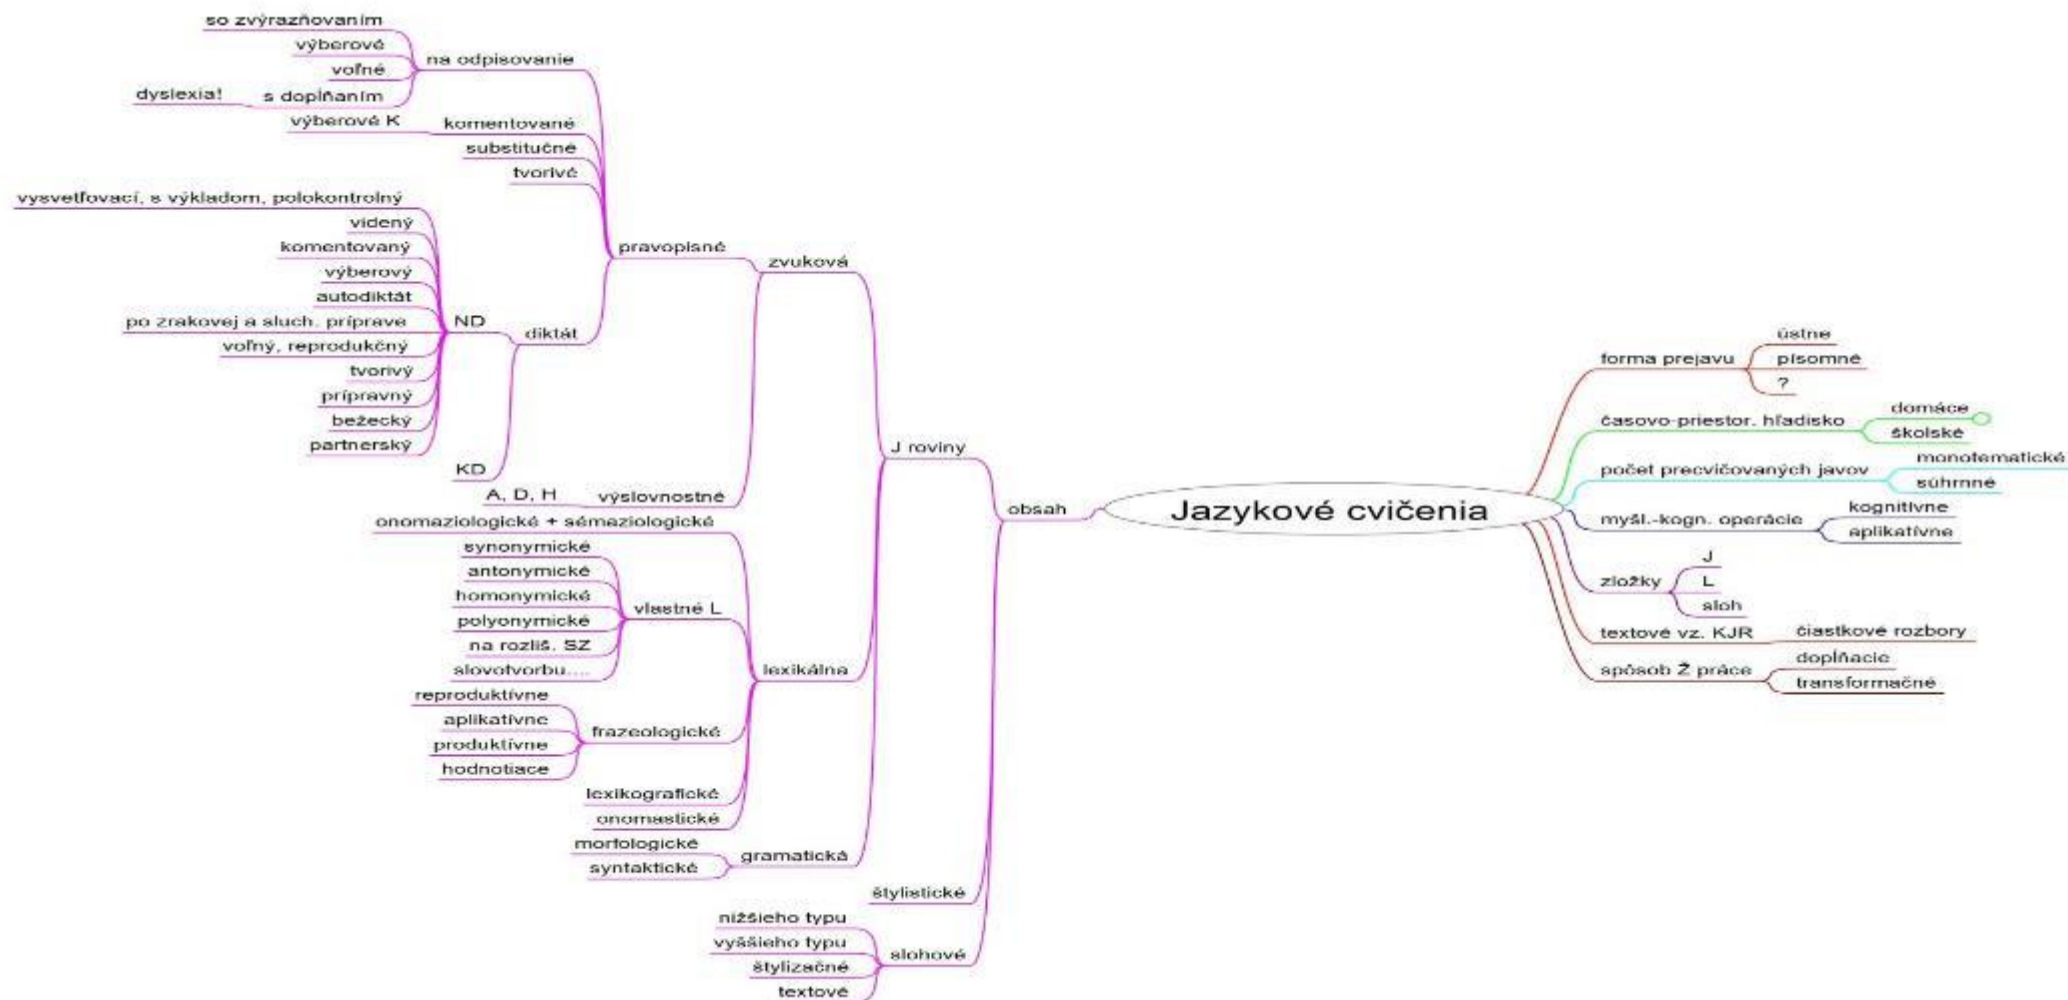 so zvýrazňovaním
výberové
voľné
s dopĺňaním
dyslexia!
na odpisovanie
výberové K
komentované
substitučné
tvorivé
vysvetľovací, s výkladom, polokontrolný
videný
komentovaný
výberový
autodiktát
po zrakovej a sluch. príprave
voľný, reprodukčný
tvorivý
prípravný
bežecký
partnerský
ND
KD
diktát
pravopisné
A, D, H
výslovnostné
zvuková
onomaziologické + sémaziologické
synonymické
antonymické
homonymické
polyonymické
na rozliš. SZ
slovotvorbu....
vlastné L
reproduktívne
aplikatívne
produktívne
hodnotiace
frazeologické
lexikografické
onomastické
lexikálna
morfologické
syntaktické
gramatická
J roviny
štylistické
nižšieho typu
vyššieho typu
štylizačné
textové
slohové
obsah
Jazykové cvičenia
forma prejavu
ústne
písomné
?
časovo-priestor. hľadisko
domáce
školské
počet precvičovaných javov
monotematické
súhrnné
myšl.-kogn. operácie
kognitívne
aplikatívne
zložky
J
L
sloh
textové vz. KJR
čiastkové rozbory
spôsob Ž práce
dopĺňacie
transformačné